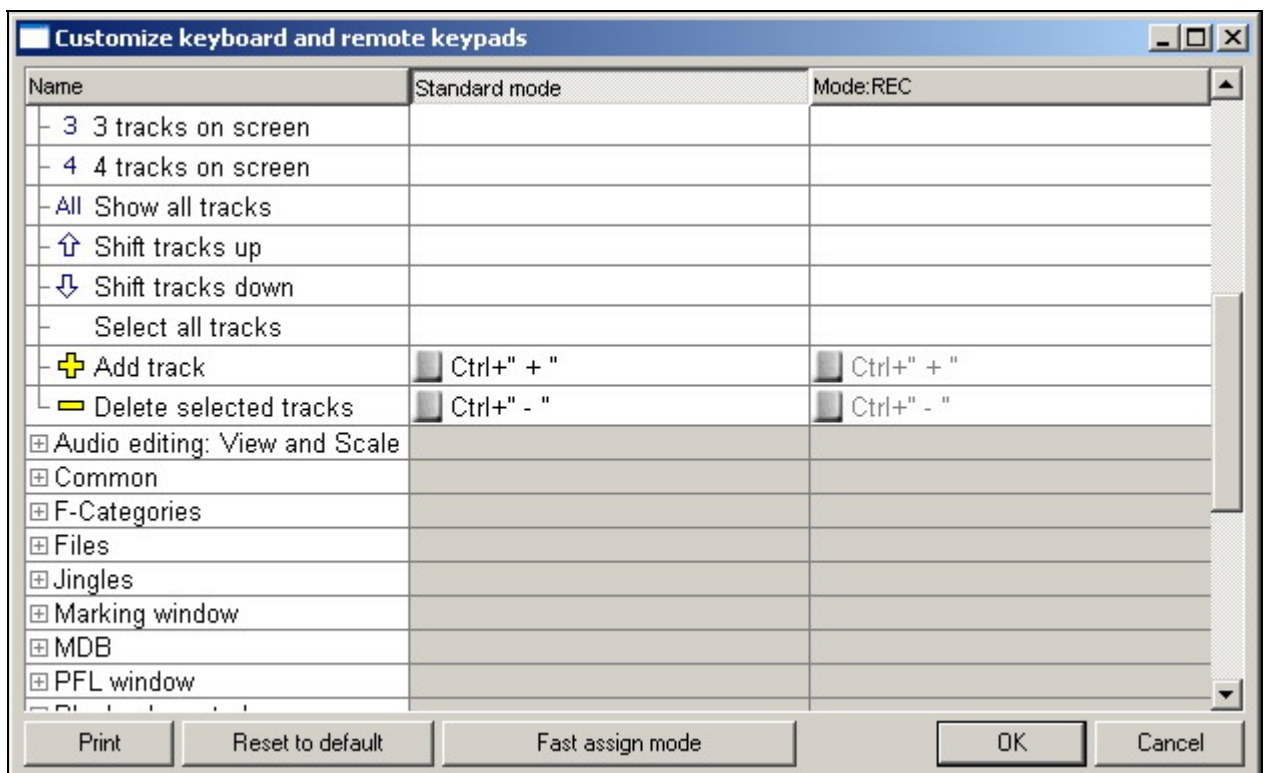 Customize keyboard and remote keypads
Name Standard mode Mode:REC
3 3 tracks on screen
4 4 tracks on screen
All Show all tracks
Shift tracks up
Shift tracks down
Select all tracks
Add track Ctrl+" + " Ctrl+" + "
Delete selected tracks Ctrl+" - " Ctrl+" - "
Audio editing: View and Scale
Common
F-Categories
Files
Jingles
Marking window
MDB
PFL window
Print Reset to default Fast assign mode OK Cancel